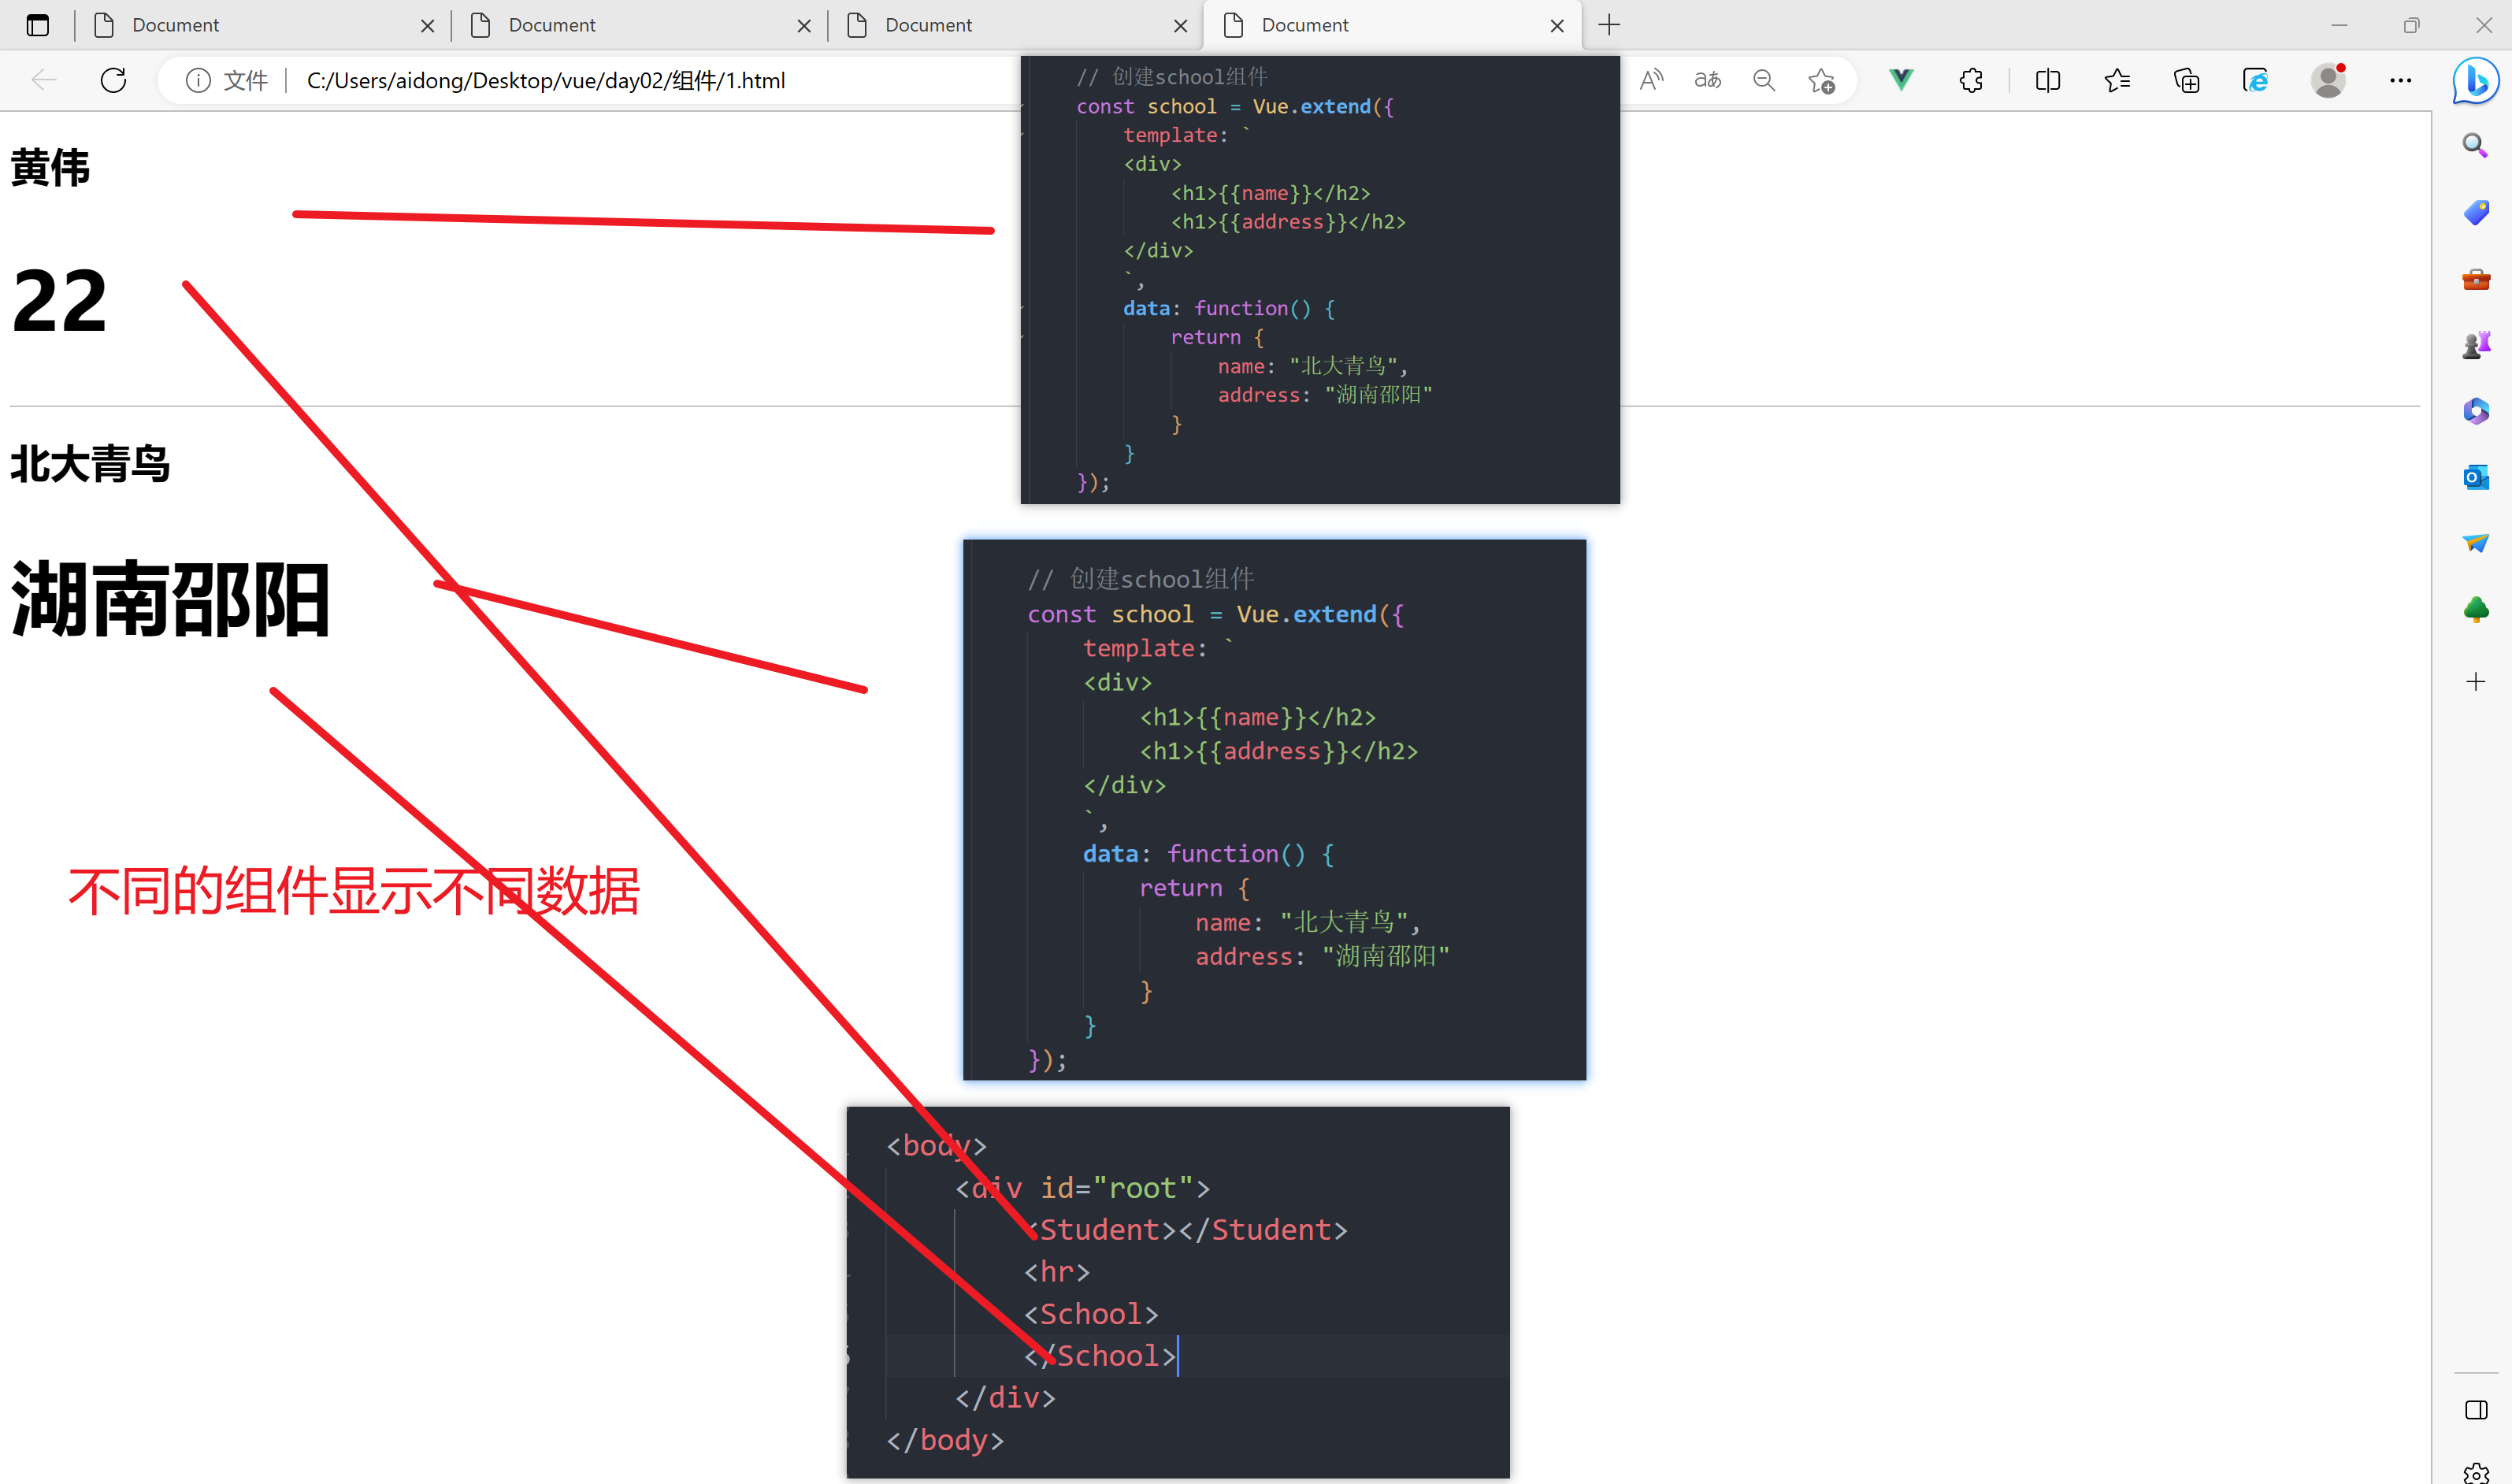 Document
Document
Document
Document
文件
C:/Users/aidong/Desktop/vue/day02/组件/1.html
aあ
黄伟
22
北大青鸟
湖南邵阳
不同的组件显示不同数据
// 创建school组件
const school = Vue.extend({
template: `
<div>
<h1>{{name}}</h2>
<h1>{{address}}</h2>
</div>
`,
data: function() {
return {
name: "北大青鸟",
address: "湖南邵阳"
}
}
});
// 创建school组件
const school = Vue.extend({
template: `
<div>
<h1>{{name}}</h2>
<h1>{{address}}</h2>
</div>
`,
data: function() {
return {
name: "北大青鸟",
address: "湖南邵阳"
}
}
});
<body>
<div id="root">
<Student></Student>
<hr>
<School>
</School>
</div>
</body>